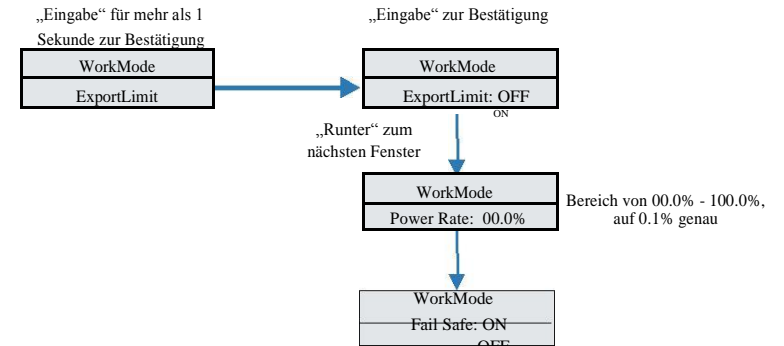 „Eingabe“ für mehr als 1
Sekunde zur Bestätigung
WorkMode
ExportLimit
„Eingabe“ zur Bestätigung
WorkMode
ExportLimit: OFF
ON
„Runter“ zum
nächsten Fenster
WorkMode
Power Rate: 00.0%
Bereich von 00.0% - 100.0%,
auf 0.1% genau
WorkMode
Fail Safe: ON
OFF